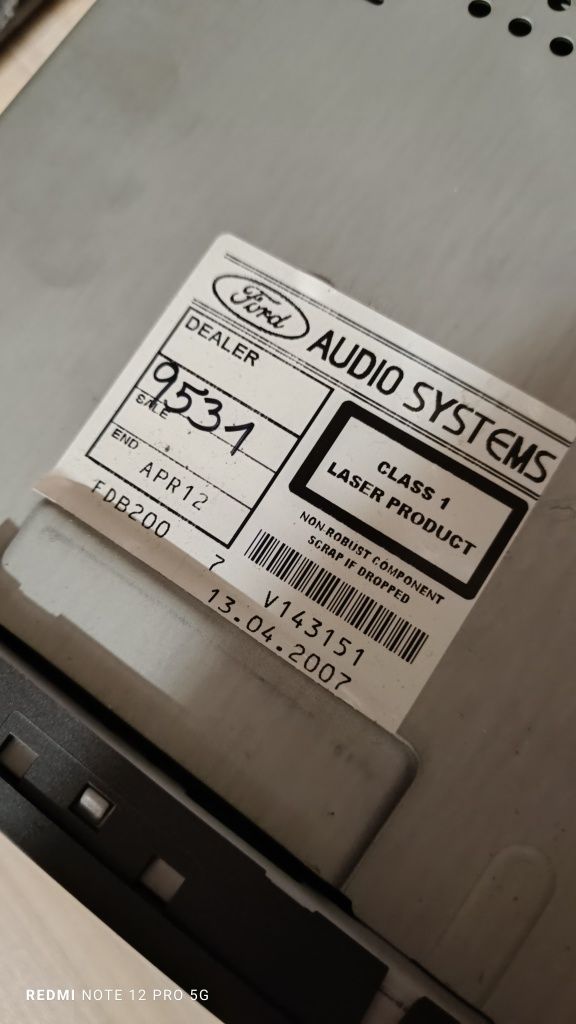 Ford AUDIO SYSTEMS
DEALER
9531
SALE
END
APR12
CLASS 1
LASER PRODUCT
NON ROBUST COMPONENT
SCRAP IF DROPPED
FDB200 7 V143151
13.04.2007
REDMI NOTE 12 PRO 5G